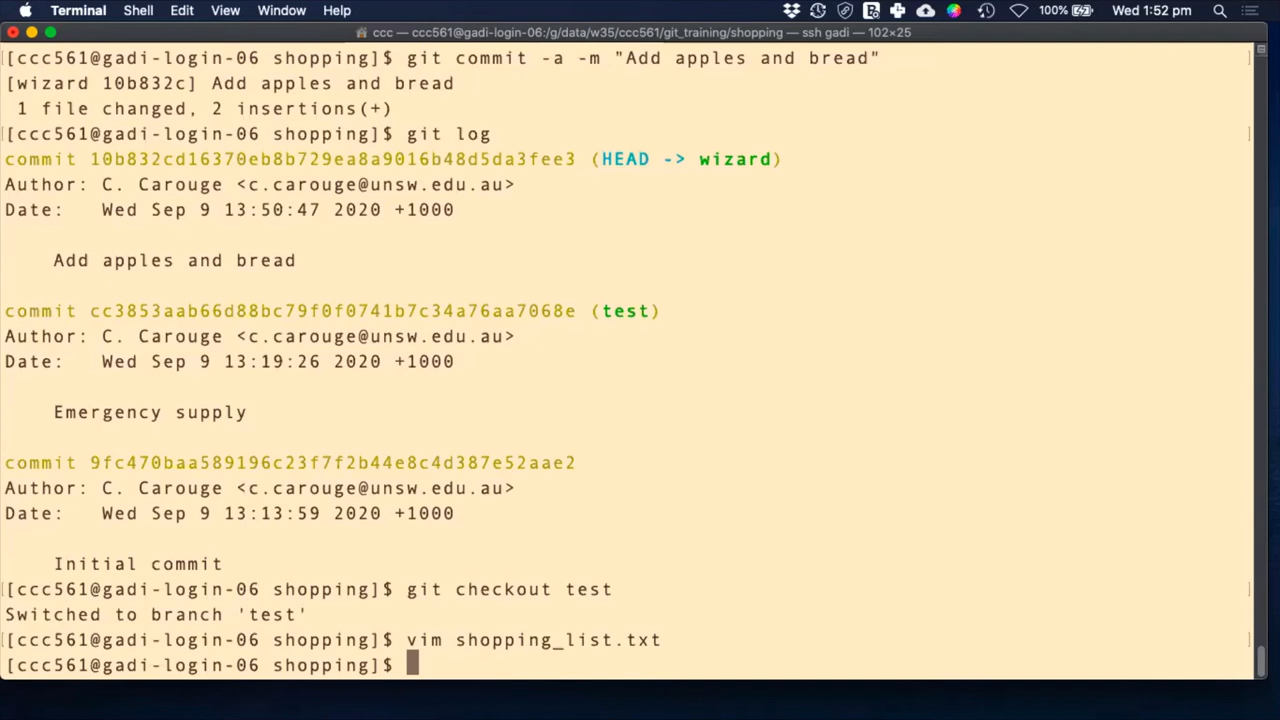 Terminal Shell Edit View Window Help 100% Wed 1:52 pm
ccc — ccc561@gadi-login-06:/g/data/w35/ccc561/git_training/shopping — ssh gadi — 102×25
[ccc561@gadi-login-06 shopping]$ git commit -a -m "Add apples and bread"
[wizard 10b832c] Add apples and bread
1 file changed, 2 insertions(+)
[ccc561@gadi-login-06 shopping]$ git log
commit 10b832cd16370eb8b729ea8a9016b48d5da3fee3 (HEAD -> wizard)
Author: C. Carouge <c.carouge@unsw.edu.au>
Date: Wed Sep 9 13:50:47 2020 +1000
Add apples and bread
commit cc3853aab66d88bc79f0f0741b7c34a76aa7068e (test)
Author: C. Carouge <c.carouge@unsw.edu.au>
Date: Wed Sep 9 13:19:26 2020 +1000
Emergency supply
commit 9fc470baa589196c23f7f2b44e8c4d387e52aae2
Author: C. Carouge <c.carouge@unsw.edu.au>
Date: Wed Sep 9 13:13:59 2020 +1000
Initial commit
[ccc561@gadi-login-06 shopping]$ git checkout test
Switched to branch 'test'
[ccc561@gadi-login-06 shopping]$ vim shopping_list.txt
[ccc561@gadi-login-06 shopping]$